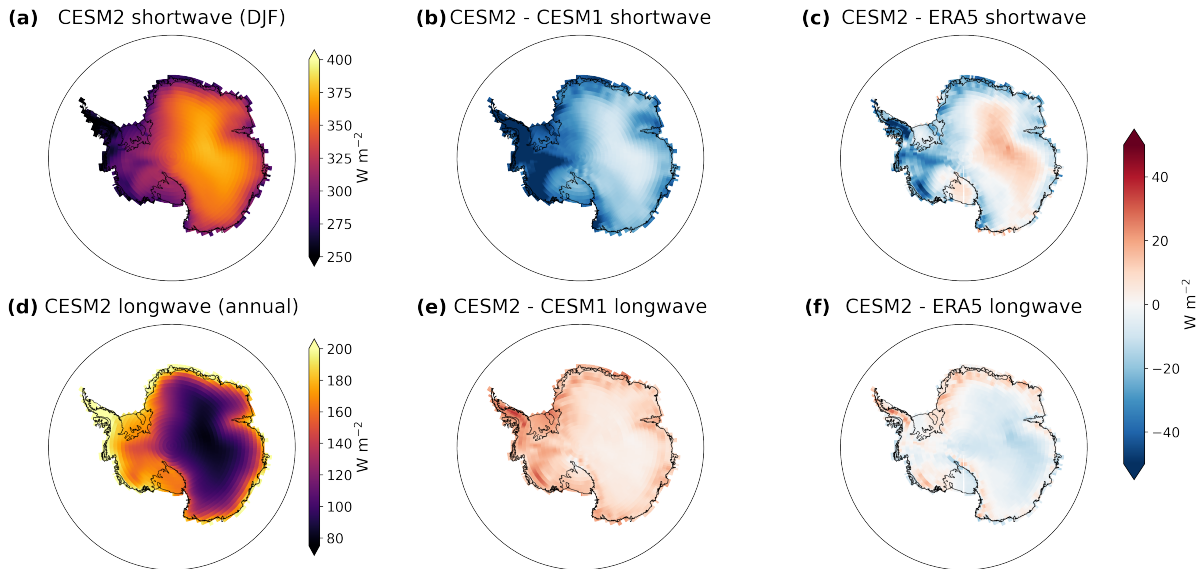 (a) CESM2 shortwave (DJF)
(b) CESM2 - CESM1 shortwave
(c) CESM2 - ERA5 shortwave
400
375
350
325
300
275
250
W m−2
40
20
0
−20
−40
W m−2
(d) CESM2 longwave (annual)
(e) CESM2 - CESM1 longwave
(f) CESM2 - ERA5 longwave
200
180
160
140
120
100
80
W m−2